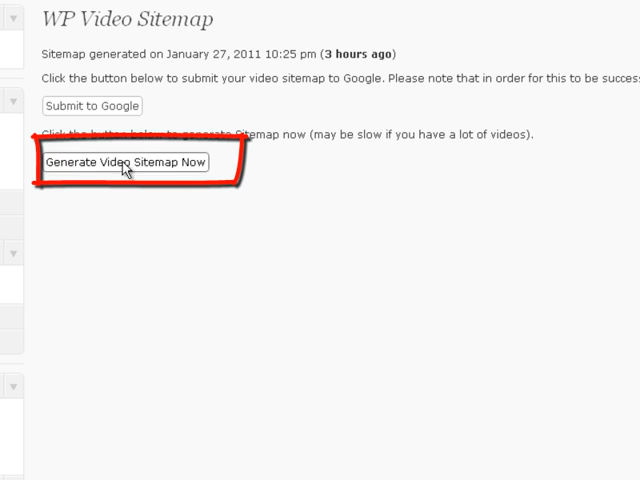 WP Video Sitemap
Sitemap generated on January 27, 2011 10:25 pm (3 hours ago)
Click the button below to submit your video sitemap to Google. Please note that in order for this to be
Submit to Google
Click the button below to generate Sitemap now (may be slow if you have a lot of videos).
Generate Video Sitemap Now